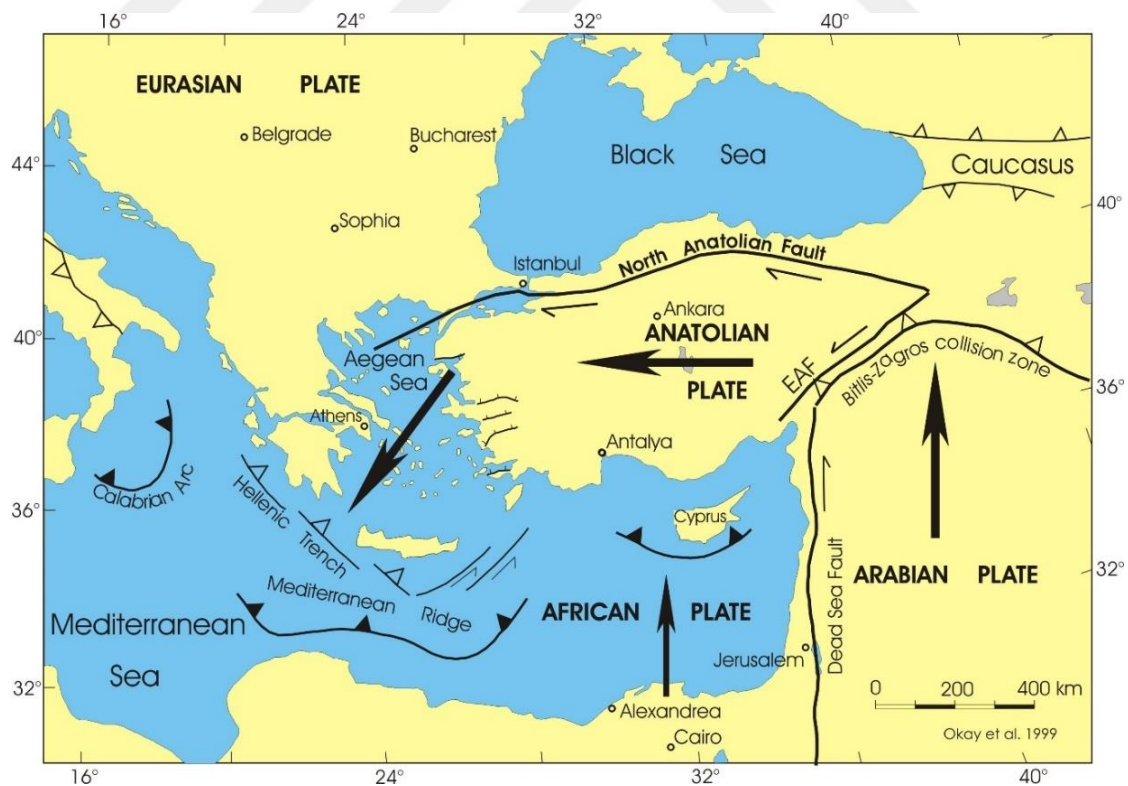 16°
24°
32°
40°
EURASIAN PLATE
Belgrade
Bucharest
Black Sea
44°
Caucasus
40°
Sophia
Istanbul
North Anatolian Fault
Ankara
40°
ANATOLIAN
PLATE
Aegean
Sea
EAF
Bitlis-Zagros collision zone
36°
Athens
Antalya
Calabrian Arc
36°
Hellenic
Trench
Cyprus
Mediterranean Ridge
AFRICAN PLATE
ARABIAN PLATE
32°
Mediterranean
Sea
Dead Sea Fault
Jerusalem
32°
0 200 400 km
Alexandrea
Okay et al. 1999
Cairo
16°
24°
32°
40°